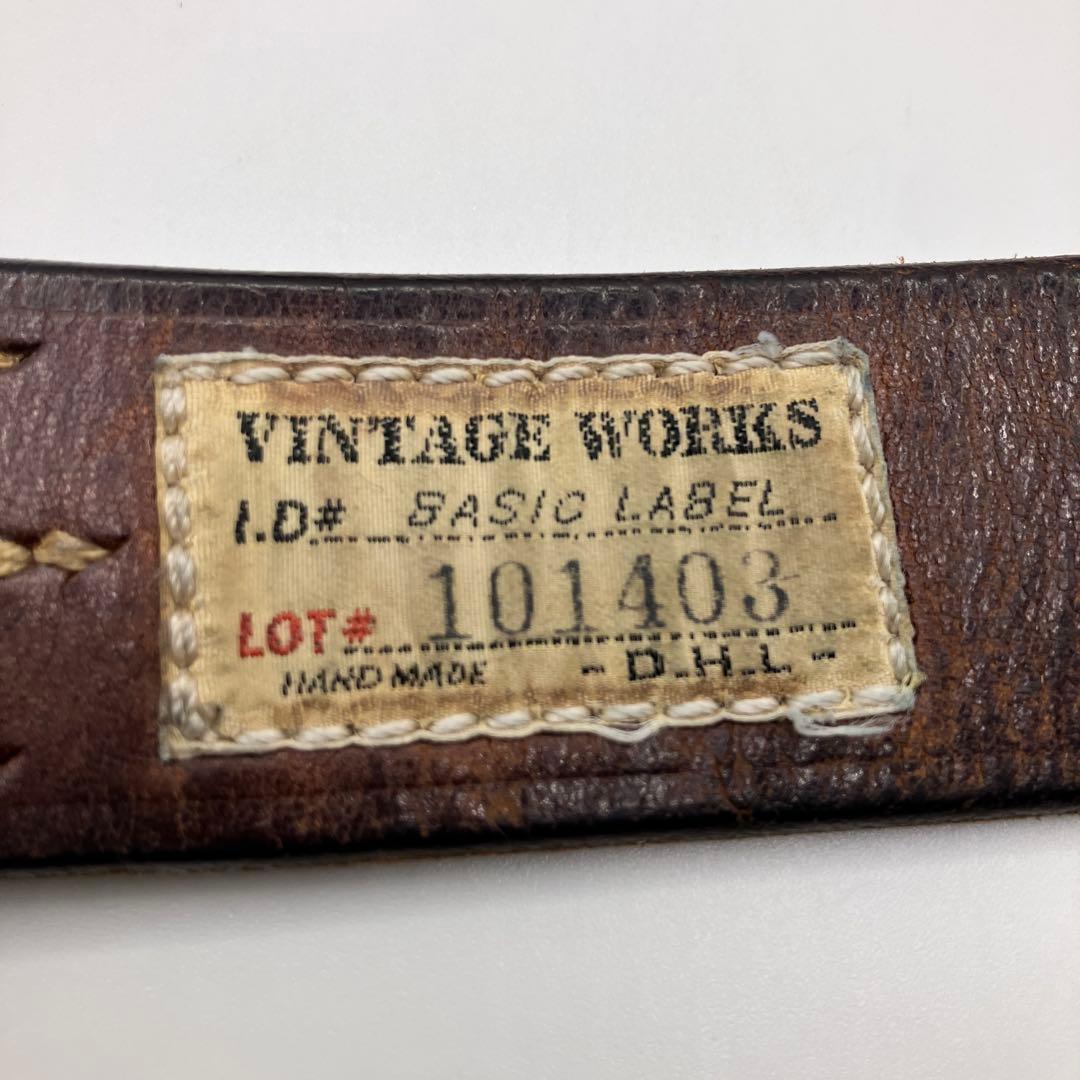 VINTAGE WORKS
I.D# BASIC LABEL
LOT# 101403
HAND MADE - D.H.L -